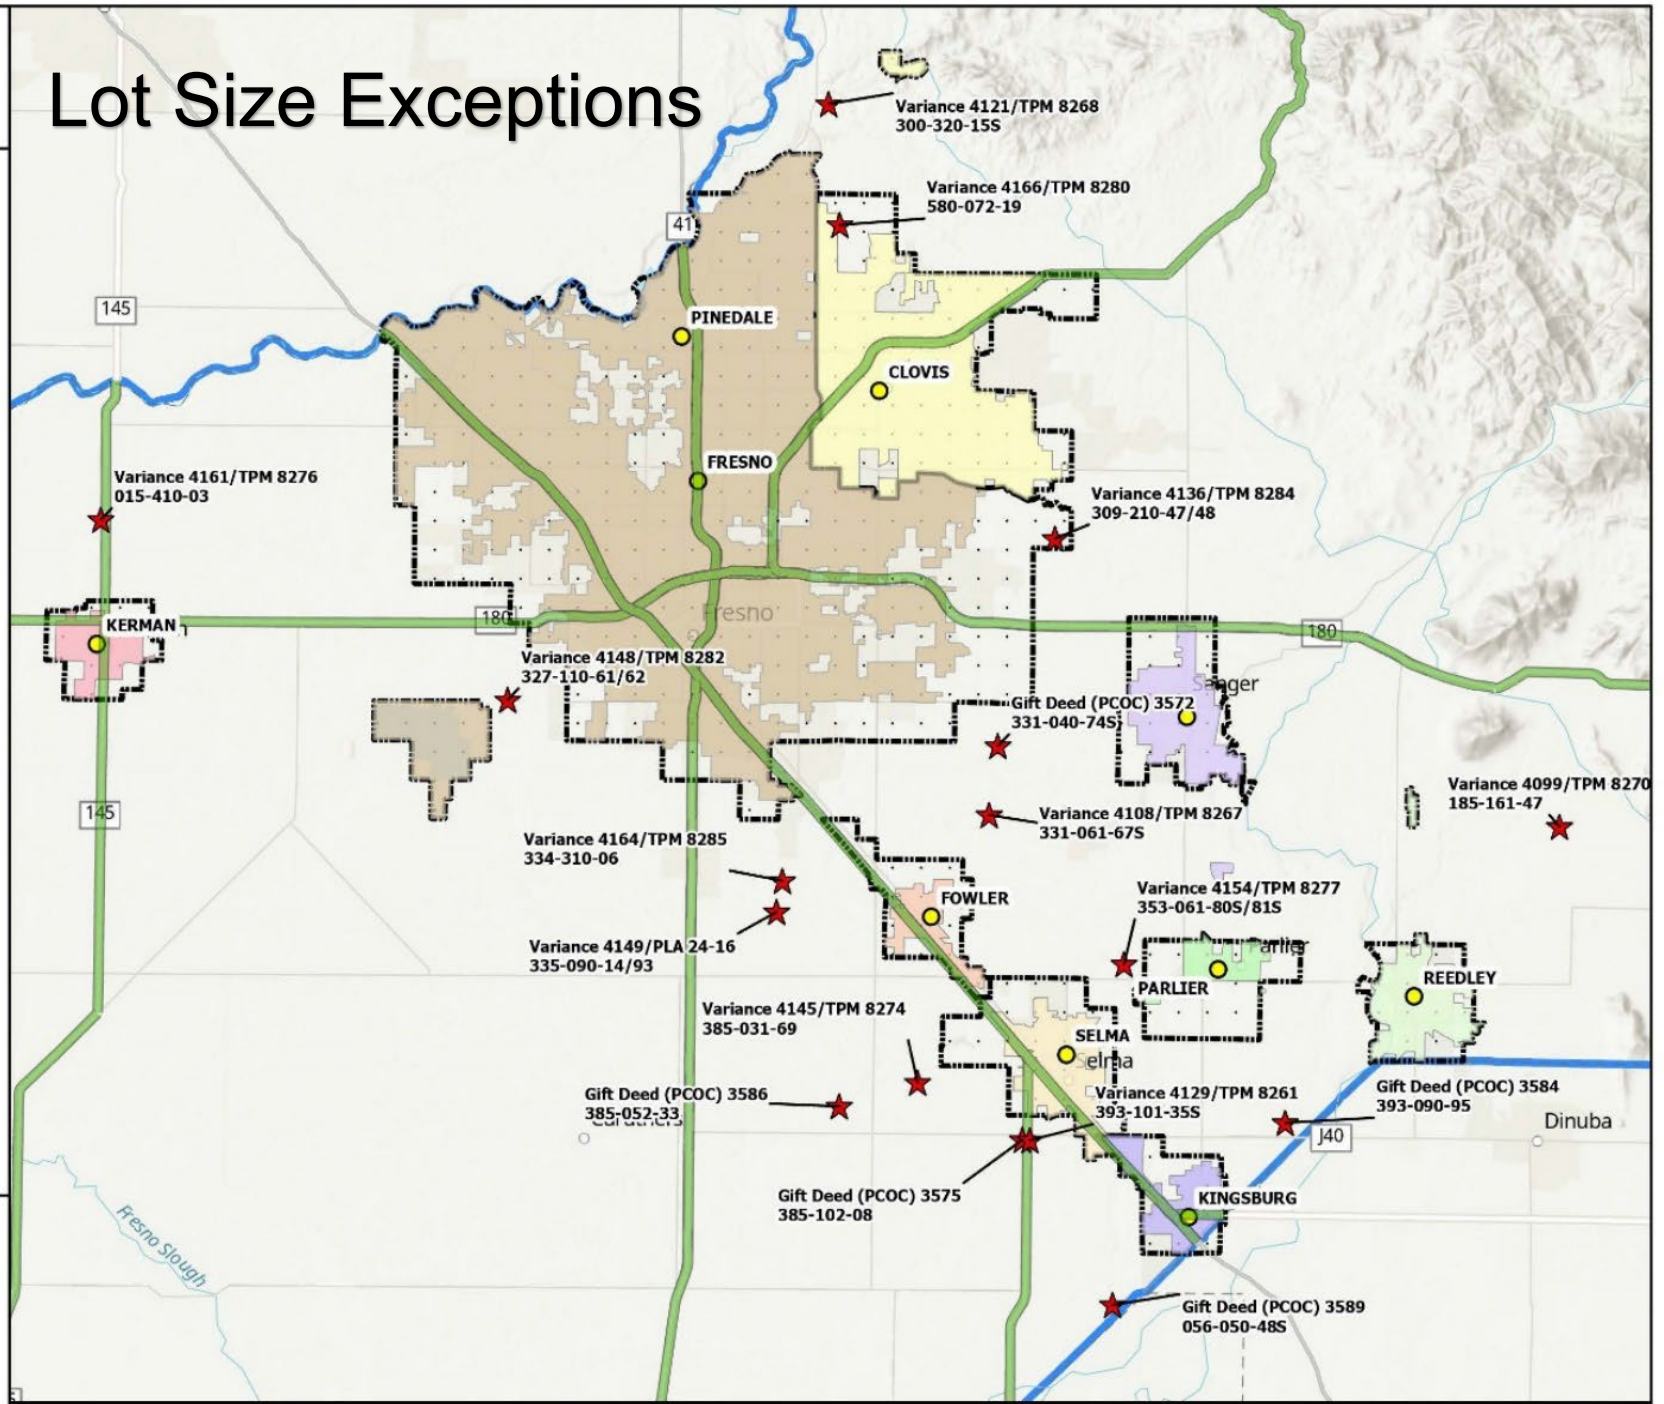 Lot Size Exceptions
Variance 4121/TPM 8268
300-320-15S
Variance 4166/TPM 8280
580-072-19
41
145
PINEDALE
CLOVIS
FRESNO
Variance 4161/TPM 8276
015-410-03
Variance 4136/TPM 8284
309-210-47/48
180
Fresno
KERMAN
180
Variance 4148/TPM 8282
327-110-61/62
Sanger
Gift Deed (PCOC) 3572
331-040-74S
145
Variance 4099/TPM 8270
185-161-47
Variance 4108/TPM 8267
331-061-67S
Variance 4164/TPM 8285
334-310-06
FOWLER
Variance 4154/TPM 8277
353-061-80S/81S
Variance 4149/PLA 24-16
335-090-14/93
Parlier
PARLIER
REEDLEY
Variance 4145/TPM 8274
385-031-69
SELMA
Selma
Gift Deed (PCOC) 3586
385-052-33
Caruthers
Variance 4129/TPM 8261
393-101-35S
Gift Deed (PCOC) 3584
393-090-95
J40
Dinuba
Gift Deed (PCOC) 3575
385-102-08
KINGSBURG
Fresno Slough
Gift Deed (PCOC) 3589
056-050-48S